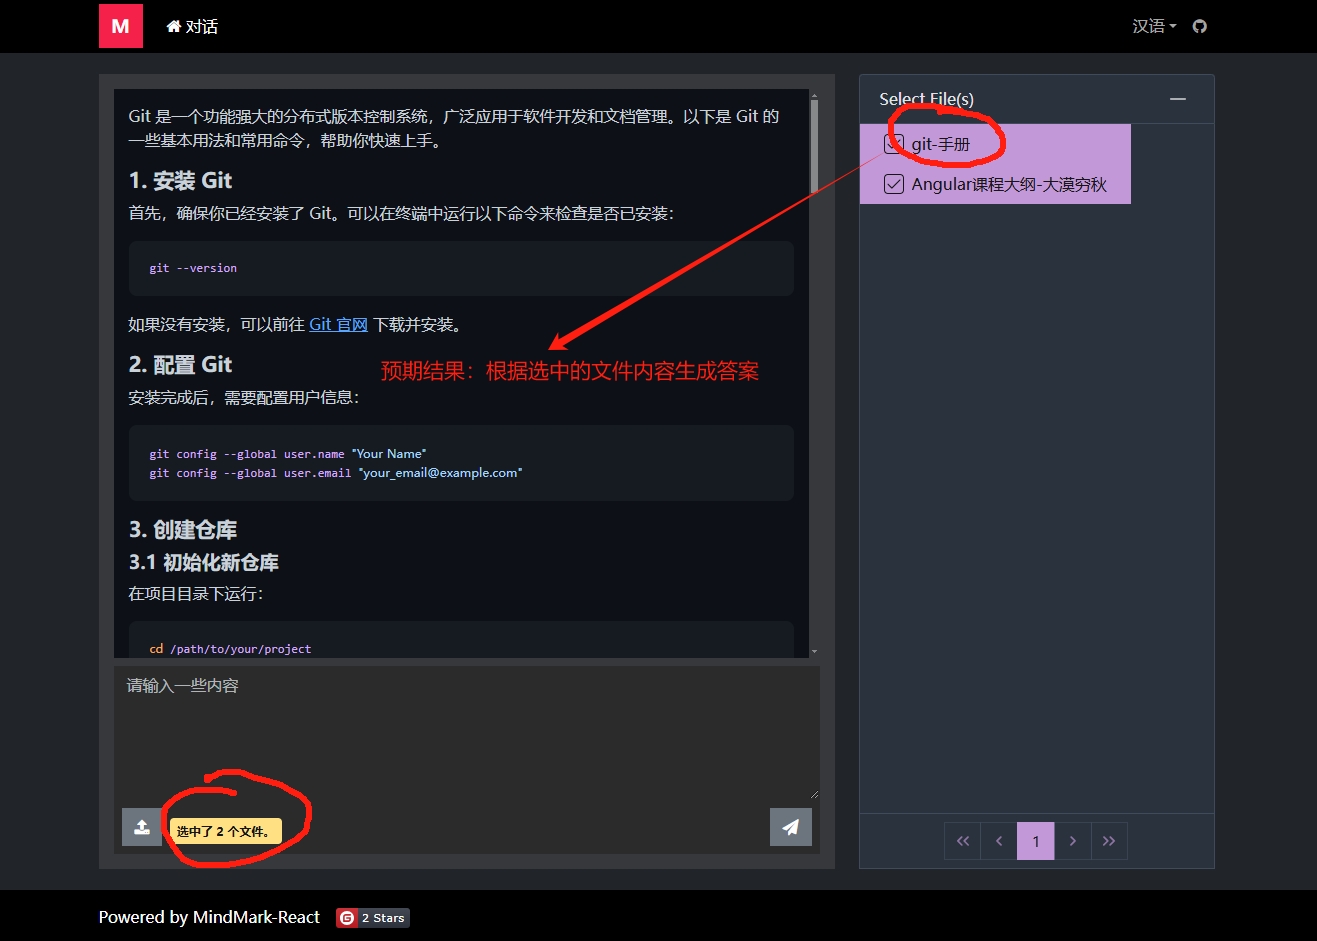 M
对话
汉语
Git 是一个功能强大的分布式版本控制系统，广泛应用于软件开发和文档管理。以下是 Git 的
一些基本用法和常用命令，帮助你快速上手。
1. 安装 Git
首先，确保你已经安装了 Git。可以在终端中运行以下命令来检查是否已安装：
git --version
如果没有安装，可以前往 Git 官网 下载并安装。
2. 配置 Git
预期结果：根据选中的文件内容生成答案
安装完成后，需要配置用户信息：
git config --global user.name "Your Name"
git config --global user.email "your_email@example.com"
3. 创建仓库
3.1 初始化新仓库
在项目目录下运行：
cd /path/to/your/project
请输入一些内容
选中了 2 个文件。
Select File(s)
git-手册
Angular课程大纲-大漠穷秋
1
Powered by MindMark-React
G
2 Stars